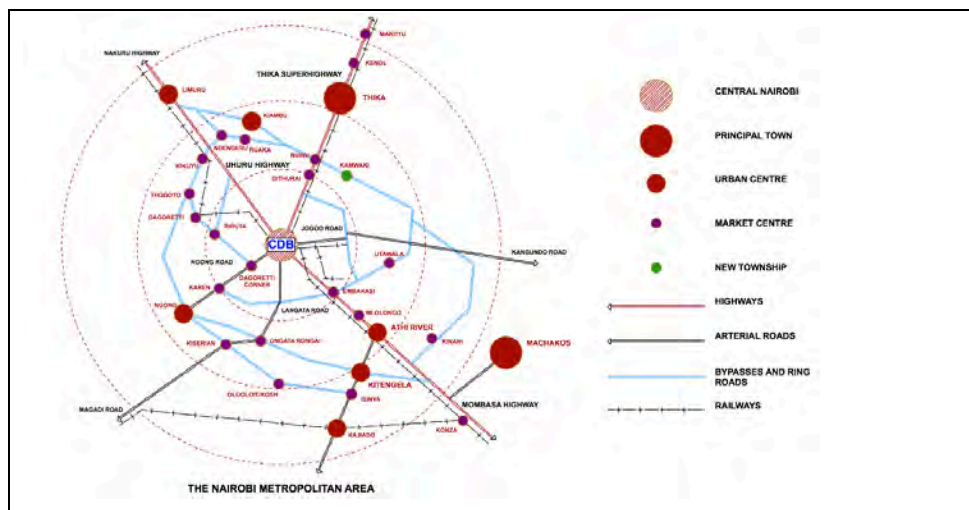 MAKUYU
KENOL
NAKURU HIGHWAY
THIKA SUPERHIGHWAY
THIKA
LIMURU
KIAMBU
NDENDERU
RUAKA
RUIRU
KAMWAKI
KIKUYU
UHURU HIGHWAY
GITHURAI
THOGOTO
DAGORETTI
JOGOO ROAD
CDB
KANGUNDO ROAD
NGONG ROAD
UTAWALA
DAGORETTI
CORNER
KAREN
EMBAKASI
LANGATA ROAD
NGONG
MLOLONGO
ATHI RIVER
KISERIAN
ONGATA RONGAI
KINANI
MACHAKOS
KITENGELA
OLOOLOITIKOSH
ISINYA
MAGADI ROAD
MOMBASA HIGHWAY
KAJIADO
KONZA
THE NAIROBI METROPOLITAN AREA
CENTRAL NAIROBI
PRINCIPAL TOWN
URBAN CENTRE
MARKET CENTRE
NEW TOWNSHIP
HIGHWAYS
ARTERIAL ROADS
BYPASSES AND RING
ROADS
RAILWAYS